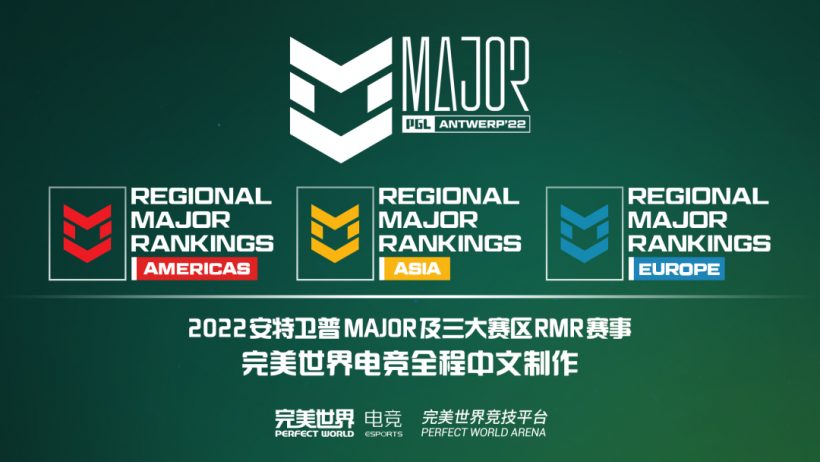 MAJOR
PGL ANTWERP'22
REGIONAL
MAJOR
RANKINGS
AMERICAS
REGIONAL
MAJOR
RANKINGS
ASIA
REGIONAL
MAJOR
RANKINGS
EUROPE
2022安特卫普MAJOR及三大赛区RMR赛事
完美世界电竞全程中文制作
完美世界 电竞 完美世界竞技平台
PERFECT WORLD ESPORTS PERFECT WORLD ARENA